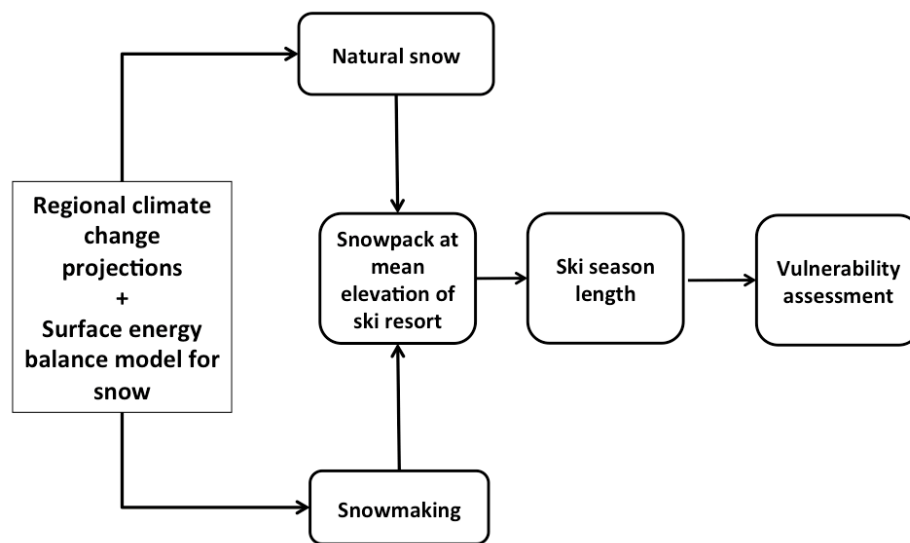 Natural snow
Regional climate
change
projections
+
Surface energy
balance model for
snow
Snowpack at
mean
elevation of
ski resort
Ski season
length
Vulnerability
assessment
Snowmaking